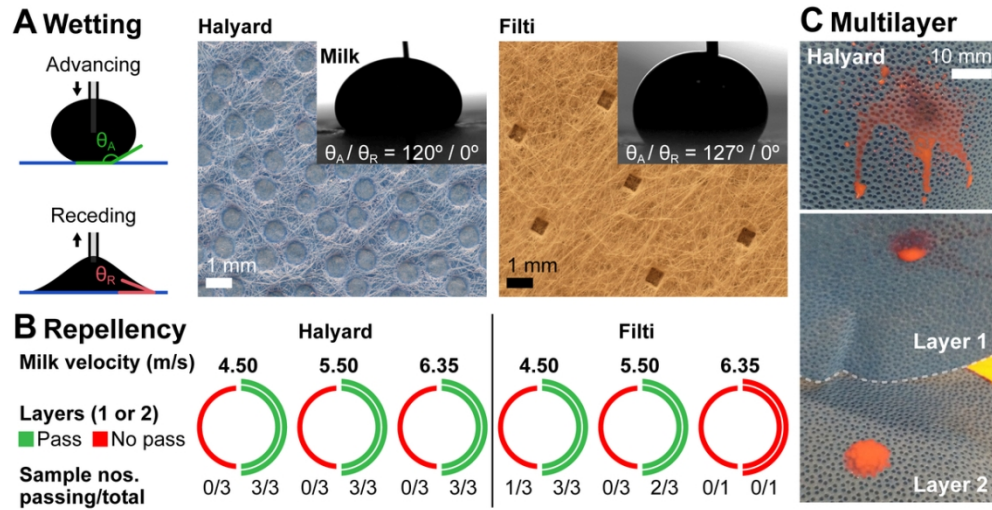 A Wetting
Advancing
θA
Receding
θR
Halyard
Milk
θA / θR = 120º / 0º
1 mm
Filti
θA / θR = 127º / 0º
1 mm
B Repellency
Halyard
Filti
Milk velocity (m/s)
4.50 5.50 6.35 4.50 5.50 6.35
Layers (1 or 2)
Pass No pass
Sample nos.
passing/total
0/3 3/3 0/3 3/3 0/3 3/3 1/3 3/3 0/3 2/3 0/1 0/1
C Multilayer
Halyard
10 mm
Layer 1
Layer 2